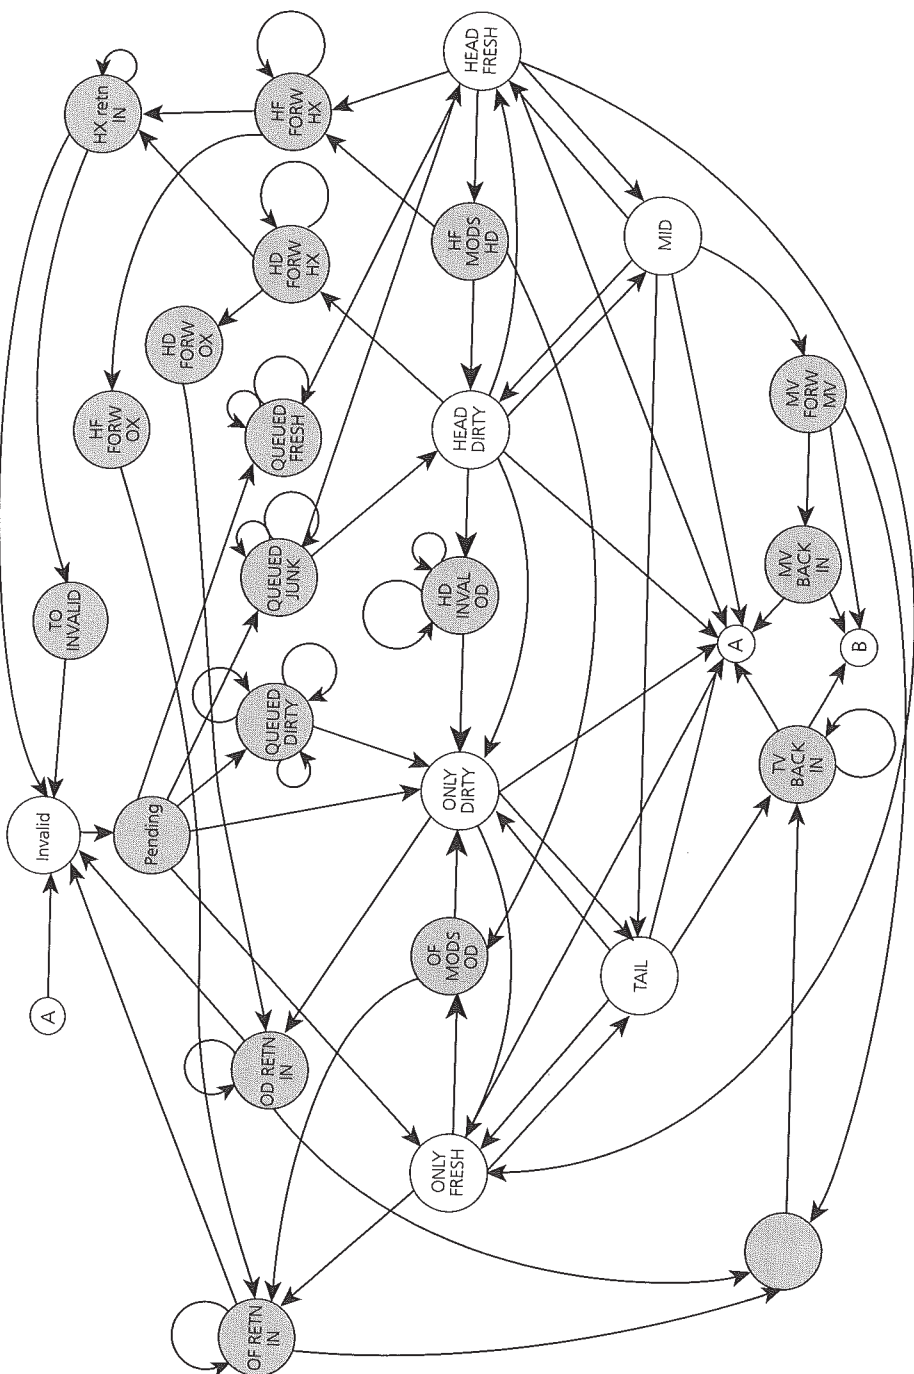 A
Invalid
TO
INVALID
HX retn
IN
Pending
HF
FORW
OX
HD
FORW
OX
OF RETN
IN
OD RETN
IN
QUEUED
DIRTY
QUEUED
JUNK
QUEUED
FRESH
HD
FORW
HX
HF
FORW
HX
ONLY
FRESH
OF
MODS
OD
ONLY
DIRTY
HD
INVAL
OD
HEAD
DIRTY
HF
MODS
HD
HEAD
FRESH
TAIL
MID
A
TV
BACK
IN
MV
BACK
IN
MV
FORW
MV
B